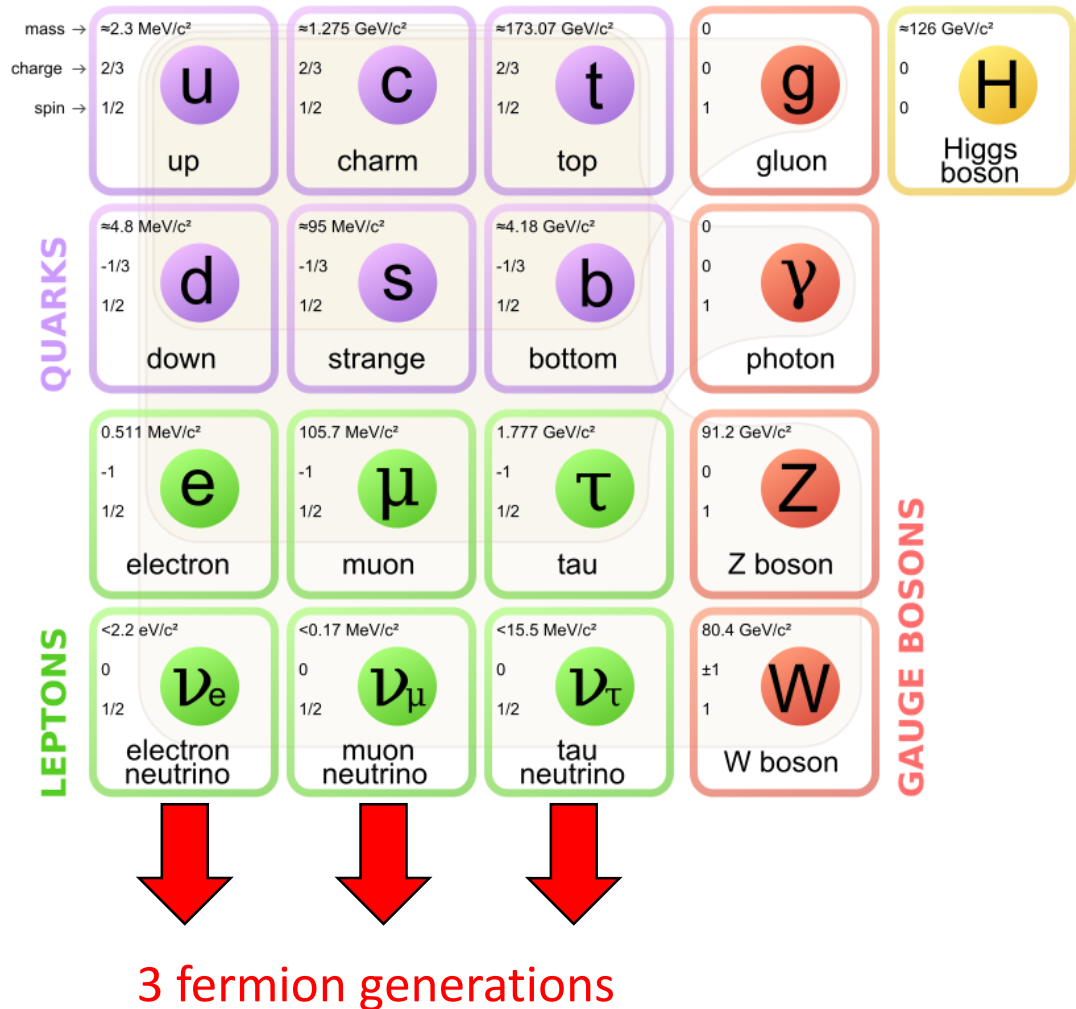 mass →
charge →
spin →
≈2.3 MeV/c²
2/3
1/2
u
up
≈1.275 GeV/c²
2/3
1/2
c
charm
≈173.07 GeV/c²
2/3
1/2
t
top
0
0
1
g
gluon
≈126 GeV/c²
0
0
H
Higgs
boson
QUARKS
≈4.8 MeV/c²
-1/3
1/2
d
down
≈95 MeV/c²
-1/3
1/2
s
strange
≈4.18 GeV/c²
-1/3
1/2
b
bottom
0
0
1
γ
photon
0.511 MeV/c²
-1
1/2
e
electron
105.7 MeV/c²
-1
1/2
μ
muon
1.777 GeV/c²
-1
1/2
τ
tau
91.2 GeV/c²
0
1
Z
Z boson
LEPTONS
<2.2 eV/c²
0
1/2
νe
electron
neutrino
<0.17 MeV/c²
0
1/2
νμ
muon
neutrino
<15.5 MeV/c²
0
1/2
ντ
tau
neutrino
80.4 GeV/c²
±1
1
W
W boson
GAUGE BOSONS
3 fermion generations